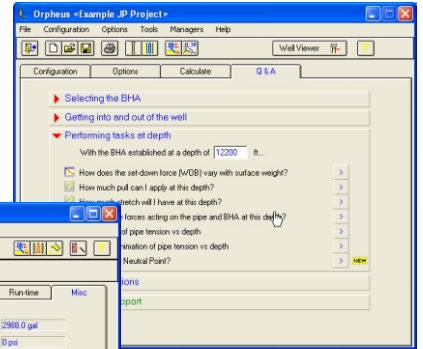 Orpheus <Example JP Project>
File Configuration Options Tools Managers Help
Well Viewer
Configuration Options Calculate Q & A
Selecting the BHA
Getting into and out of the well
Performing tasks at depth
With the BHA established at a depth of 12200 ft...
How does the set-down force (WOB) vary with surface weight?
How much pull can I apply at this depth?
How much stretch will I have at this depth?
forces acting on the pipe and BHA at this depth?
of pipe tension vs depth
nimation of pipe tension vs depth
Neutral Point?
NEW
ions
pport
Run-time Misc
2988.0 gal
0 psi